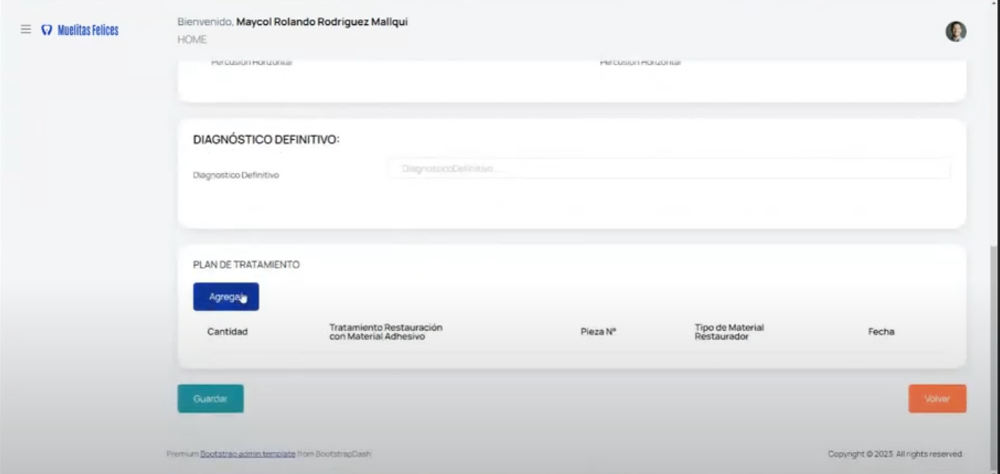 Muelitas Felices
Bienvenido, Maycol Rolando Rodriguez Mallqui
HOME
Percusion Horizontal Percusion Horizontal
DIAGNÓSTICO DEFINITIVO:
Diagnostico Definitivo
DiagnosticoDefinitivo...
PLAN DE TRATAMIENTO
Agregar
Cantidad
Tratamiento Restauración
con Material Adhesivo
Pieza N°
Tipo de Material
Restaurador
Fecha
Guardar
Volver
Premium Bootstrap admin template from BootstrapDash
Copyright © 2023. All rights reserved.